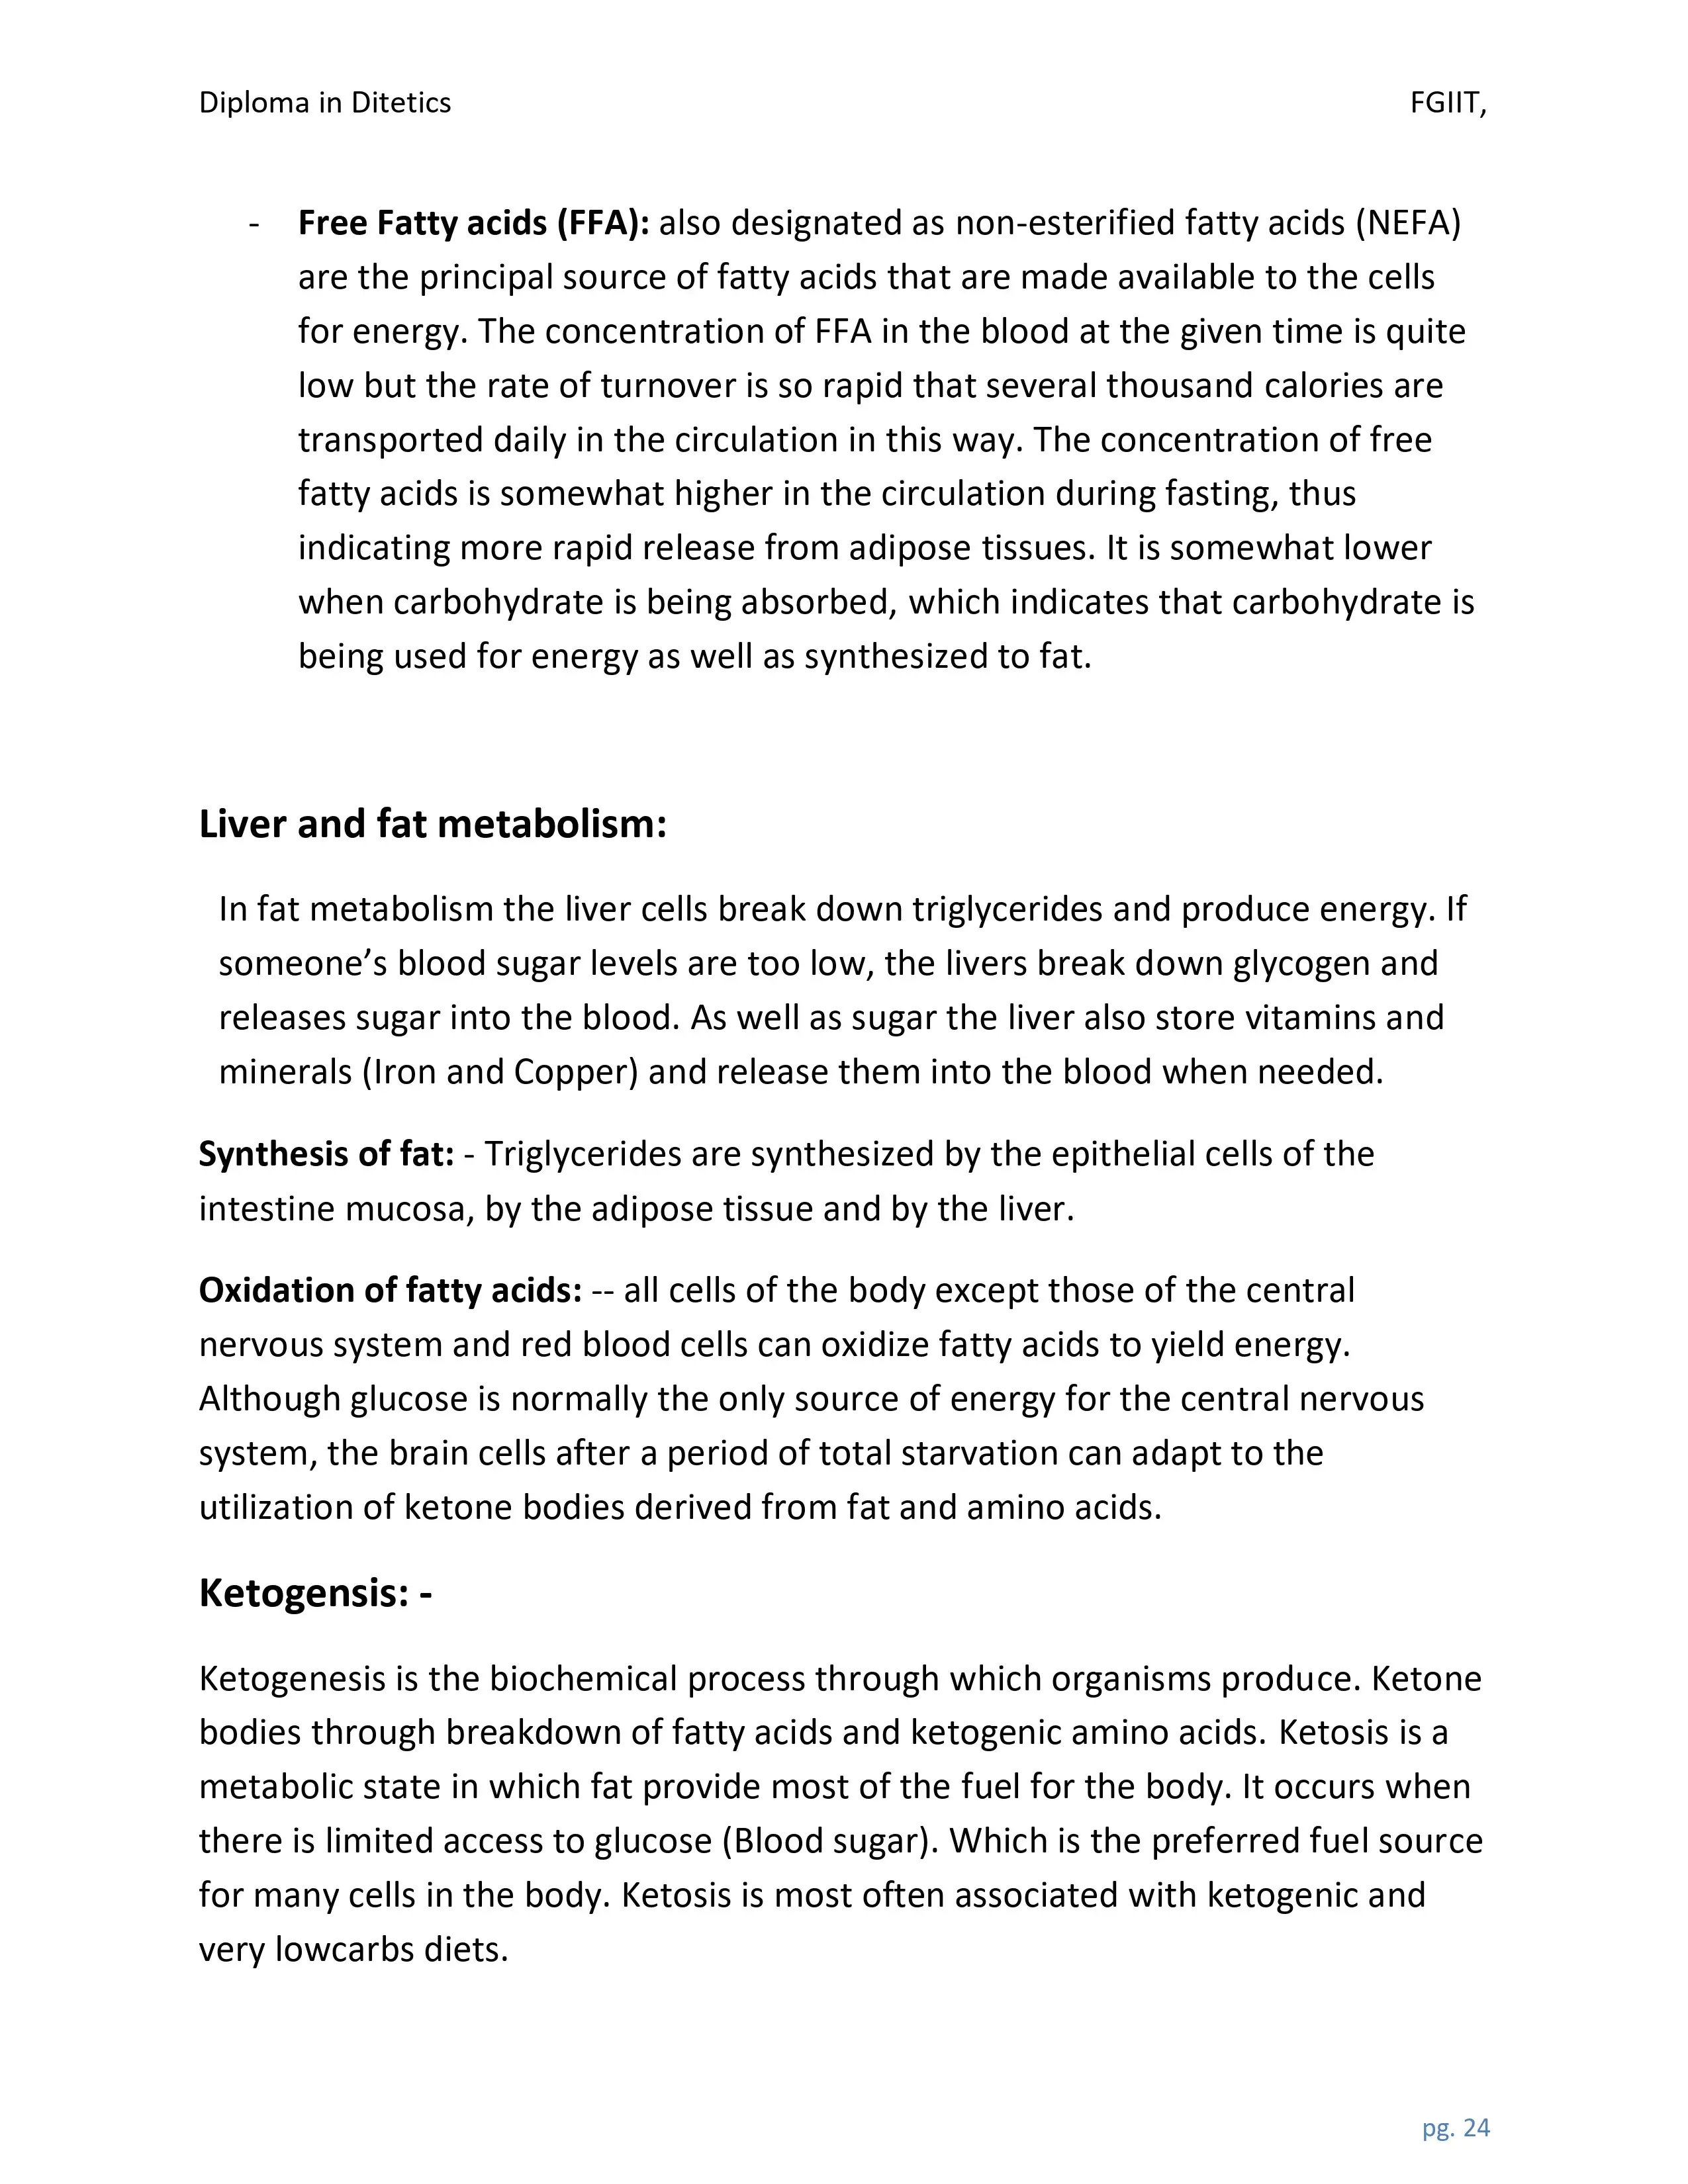 Diploma in Ditetics FGIIT,
- Free Fatty acids (FFA): also designated as non-esterified fatty acids (NEFA)
are the principal source of fatty acids that are made available to the cells
for energy. The concentration of FFA in the blood at the given time is quite
low but the rate of turnover is so rapid that several thousand calories are
transported daily in the circulation in this way. The concentration of free
fatty acids is somewhat higher in the circulation during fasting, thus
indicating more rapid release from adipose tissues. It is somewhat lower
when carbohydrate is being absorbed, which indicates that carbohydrate is
being used for energy as well as synthesized to fat.
Liver and fat metabolism:
In fat metabolism the liver cells break down triglycerides and produce energy. If
someone’s blood sugar levels are too low, the livers break down glycogen and
releases sugar into the blood. As well as sugar the liver also store vitamins and
minerals (Iron and Copper) and release them into the blood when needed.
Synthesis of fat: - Triglycerides are synthesized by the epithelial cells of the
intestine mucosa, by the adipose tissue and by the liver.
Oxidation of fatty acids: -- all cells of the body except those of the central
nervous system and red blood cells can oxidize fatty acids to yield energy.
Although glucose is normally the only source of energy for the central nervous
system, the brain cells after a period of total starvation can adapt to the
utilization of ketone bodies derived from fat and amino acids.
Ketogensis: -
Ketogenesis is the biochemical process through which organisms produce. Ketone
bodies through breakdown of fatty acids and ketogenic amino acids. Ketosis is a
metabolic state in which fat provide most of the fuel for the body. It occurs when
there is limited access to glucose (Blood sugar). Which is the preferred fuel source
for many cells in the body. Ketosis is most often associated with ketogenic and
very lowcarbs diets.
pg. 24